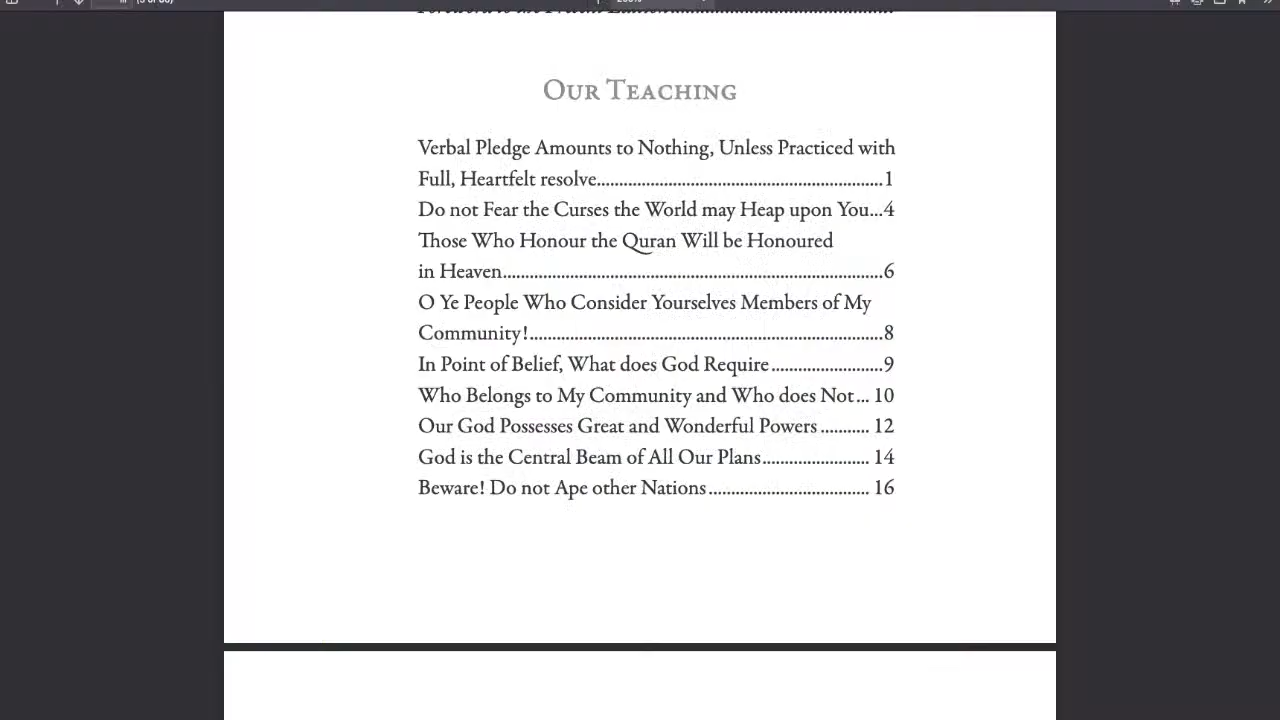 Our Teaching
Verbal Pledge Amounts to Nothing, Unless Practiced with
Full, Heartfelt resolve...............................................................1
Do not Fear the Curses the World may Heap upon You...4
Those Who Honour the Quran Will be Honoured
in Heaven....................................................................................6
O Ye People Who Consider Yourselves Members of My
Community!..............................................................................8
In Point of Belief, What does God Require.........................9
Who Belongs to My Community and Who does Not... 10
Our God Possesses Great and Wonderful Powers ........... 12
God is the Central Beam of All Our Plans........................ 14
Beware! Do not Ape other Nations.................................... 16